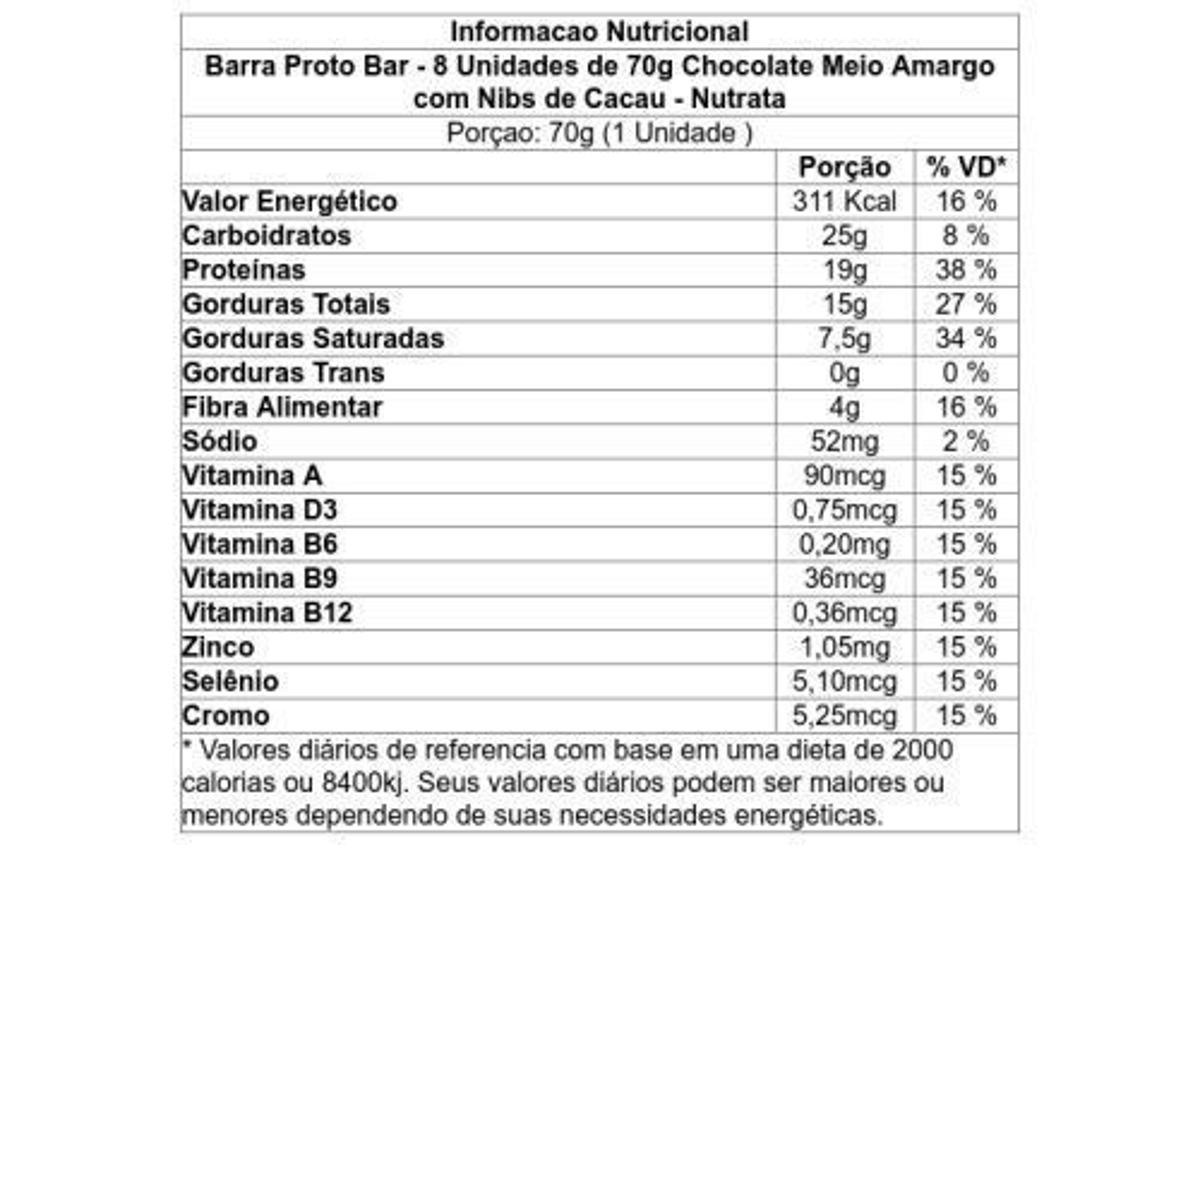 Informacao Nutricional
Barra Proto Bar - 8 Unidades de 70g Chocolate Meio Amargo
com Nibs de Cacau - Nutrata
Porçao: 70g (1 Unidade )
Porção % VD*
Valor Energético 311 Kcal 16 %
Carboidratos 25g 8 %
Proteínas 19g 38 %
Gorduras Totais 15g 27 %
Gorduras Saturadas 7,5g 34 %
Gorduras Trans 0g 0 %
Fibra Alimentar 4g 16 %
Sódio 52mg 2 %
Vitamina A 90mcg 15 %
Vitamina D3 0,75mcg 15 %
Vitamina B6 0,20mg 15 %
Vitamina B9 36mcg 15 %
Vitamina B12 0,36mcg 15 %
Zinco 1,05mg 15 %
Selênio 5,10mcg 15 %
Cromo 5,25mcg 15 %
* Valores diários de referencia com base em uma dieta de 2000
calorias ou 8400kj. Seus valores diários podem ser maiores ou
menores dependendo de suas necessidades energéticas.